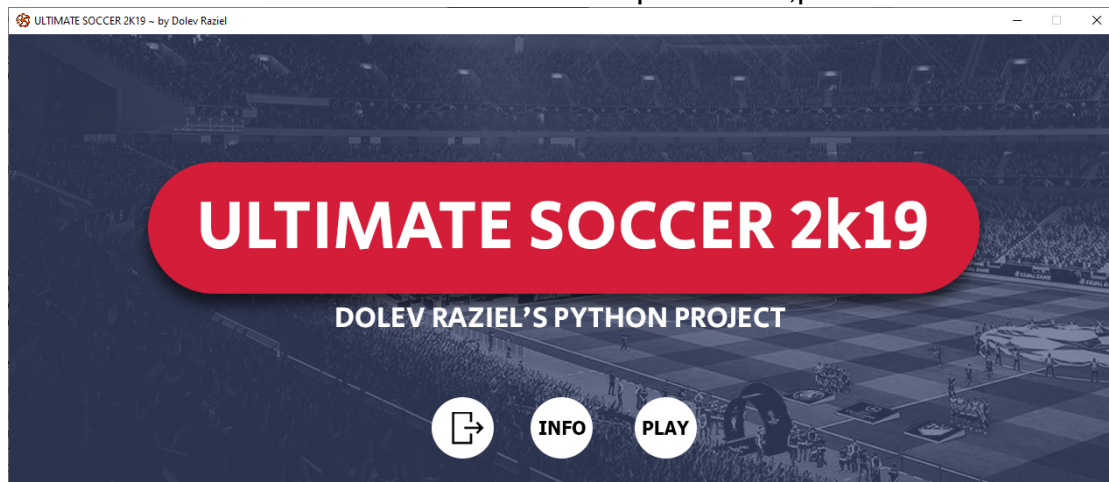 ULTIMATE SOCCER 2K19 ~ by Dolev Raziel
ULTIMATE SOCCER 2k19
DOLEV RAZIEL'S PYTHON PROJECT
INFO
PLAY